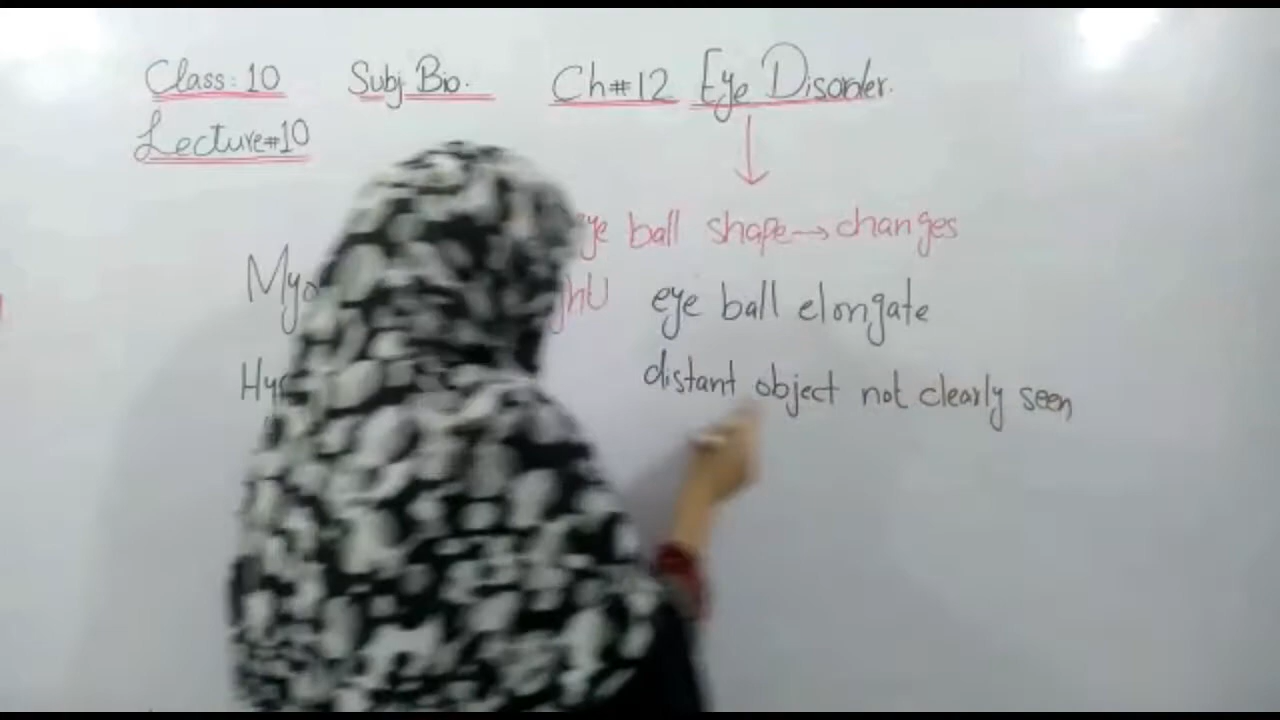 Class: 10 Subj Bio. Ch#12 Eye Disorder.
Lecture#10
eye ball shape→changes
eye ball elongate
distant object not clearly seen